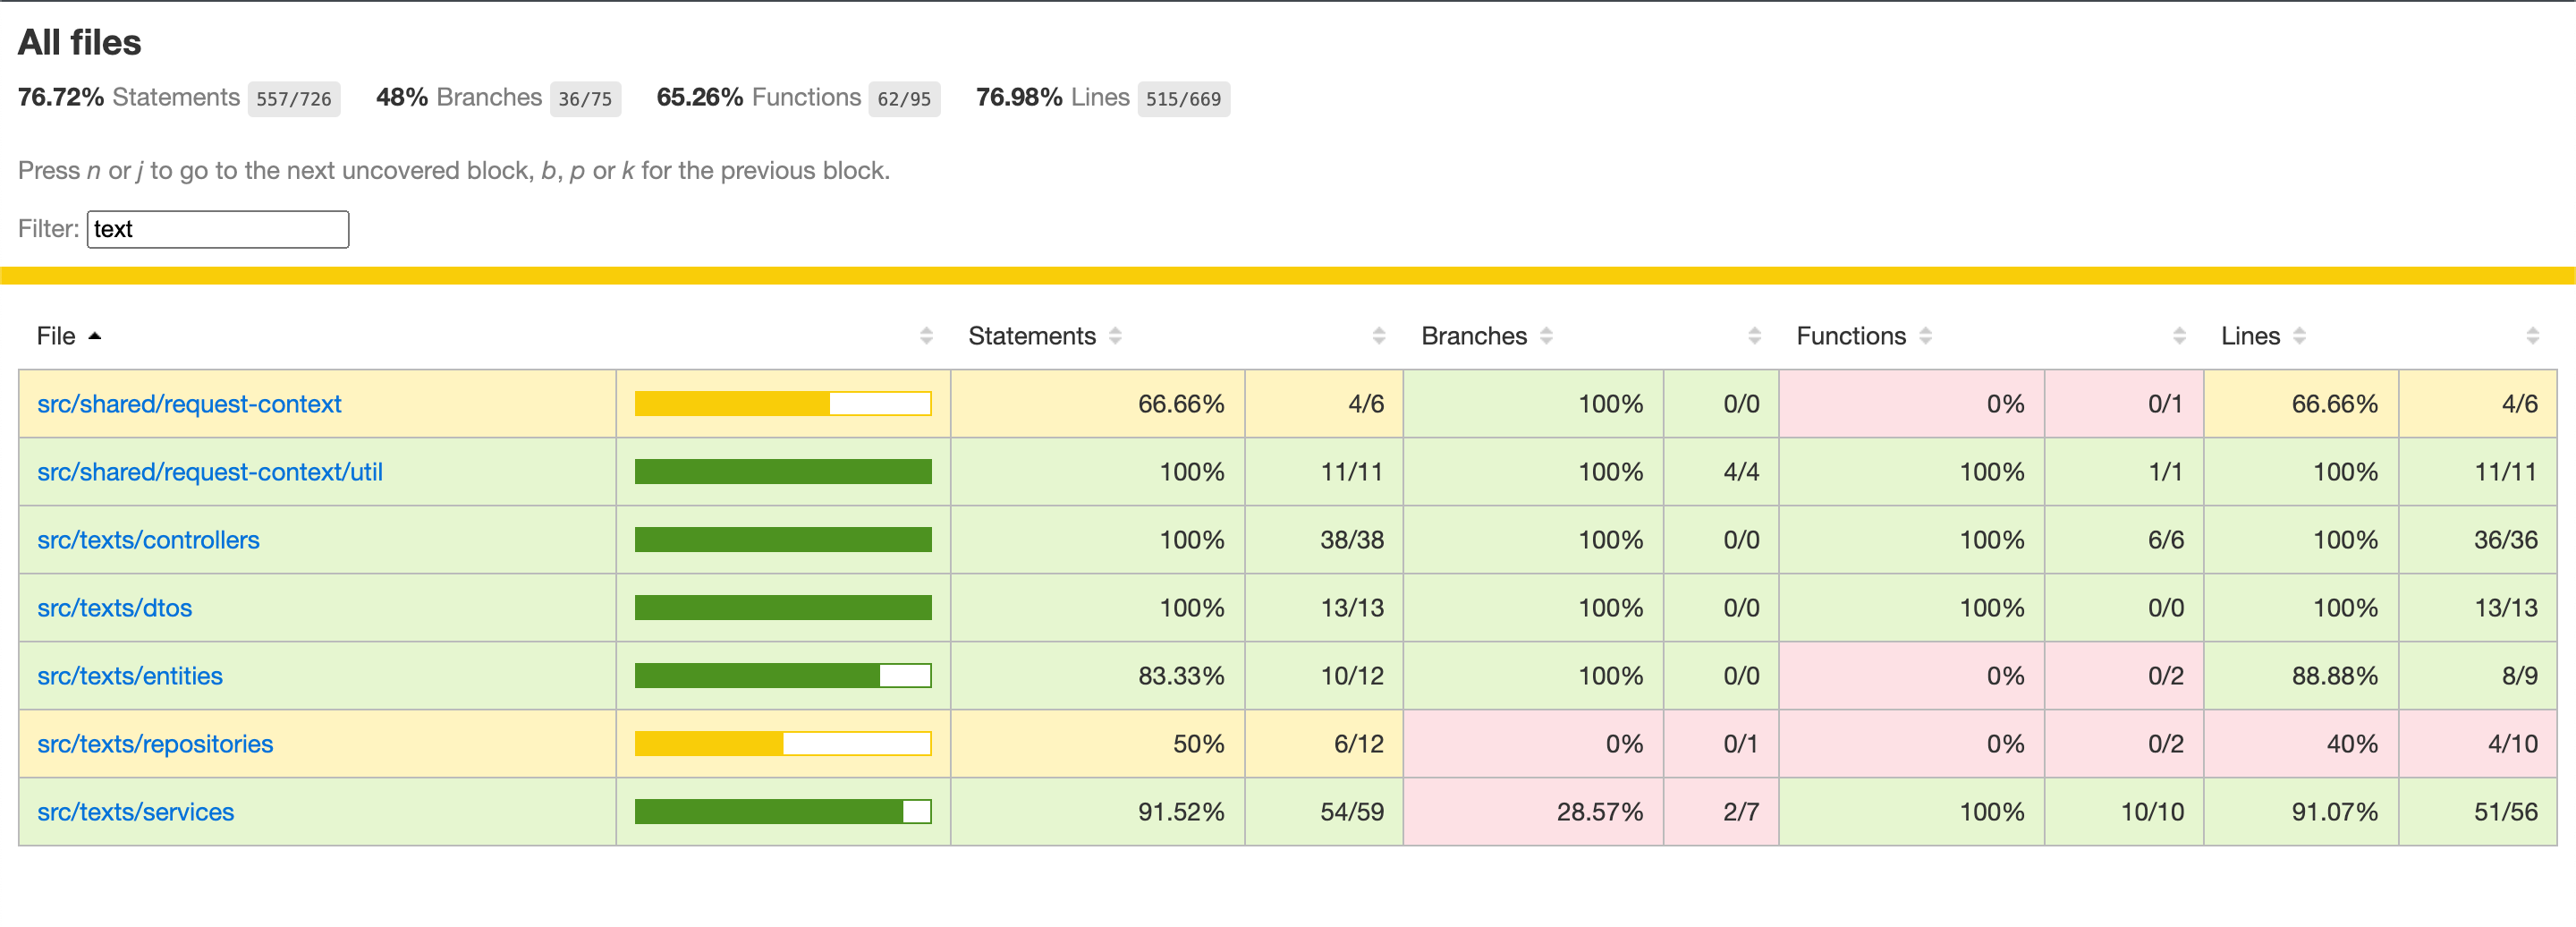 All files
76.72% Statements 557/726 48% Branches 36/75 65.26% Functions 62/95 76.98% Lines 515/669
Press n or j to go to the next uncovered block, b, p or k for the previous block.
Filter: text
File Statements Branches Functions Lines
src/shared/request-context 66.66% 4/6 100% 0/0 0% 0/1 66.66% 4/6
src/shared/request-context/util 100% 11/11 100% 4/4 100% 1/1 100% 11/11
src/texts/controllers 100% 38/38 100% 0/0 100% 6/6 100% 36/36
src/texts/dtos 100% 13/13 100% 0/0 100% 0/0 100% 13/13
src/texts/entities 83.33% 10/12 100% 0/0 0% 0/2 88.88% 8/9
src/texts/repositories 50% 6/12 0% 0/1 0% 0/2 40% 4/10
src/texts/services 91.52% 54/59 28.57% 2/7 100% 10/10 91.07% 51/56